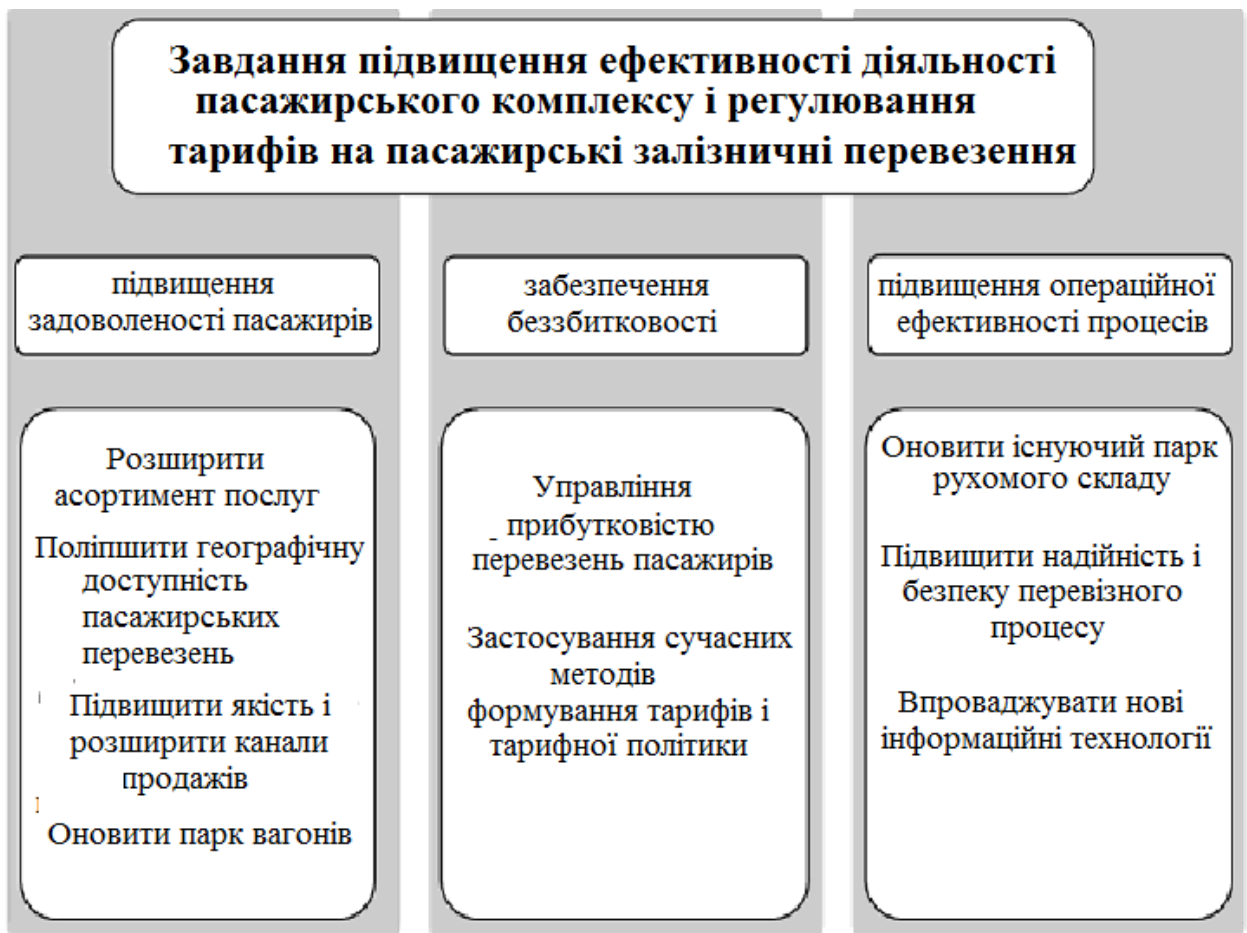 Завдання підвищення ефективності діяльності
пасажирського комплексу і регулювання
тарифів на пасажирські залізничні перевезення
підвищення
задоволеності пасажирів
Розширити
асортимент послуг
Поліпшити географічну
доступність
пасажирських
перевезень
Підвищити якість і
розширити канали
продажів
Оновити парк вагонів
забезпечення
беззбитковості
Управління
прибутковістю
перевезень пасажирів
Застосування сучасних
методів
формування тарифів і
тарифної політики
підвищення операційної
ефективності процесів
Оновити існуючий парк
рухомого складу
Підвищити надійність і
безпеку перевізного
процесу
Впроваджувати нові
інформаційні технології